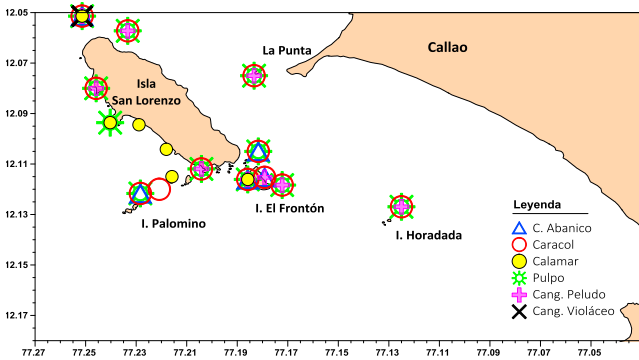 12.05
12.07
12.09
12.11
12.13
12.15
12.17
77.27
77.25
77.23
77.21
77.19
77.17
77.15
77.13
77.11
77.09
77.07
77.05
La Punta
Callao
Isla
San Lorenzo
I. Palomino
I. El Frontón
I. Horadada
Leyenda
C. Abanico
Caracol
Calamar
Pulpo
Cang. Peludo
Cang. Violáceo